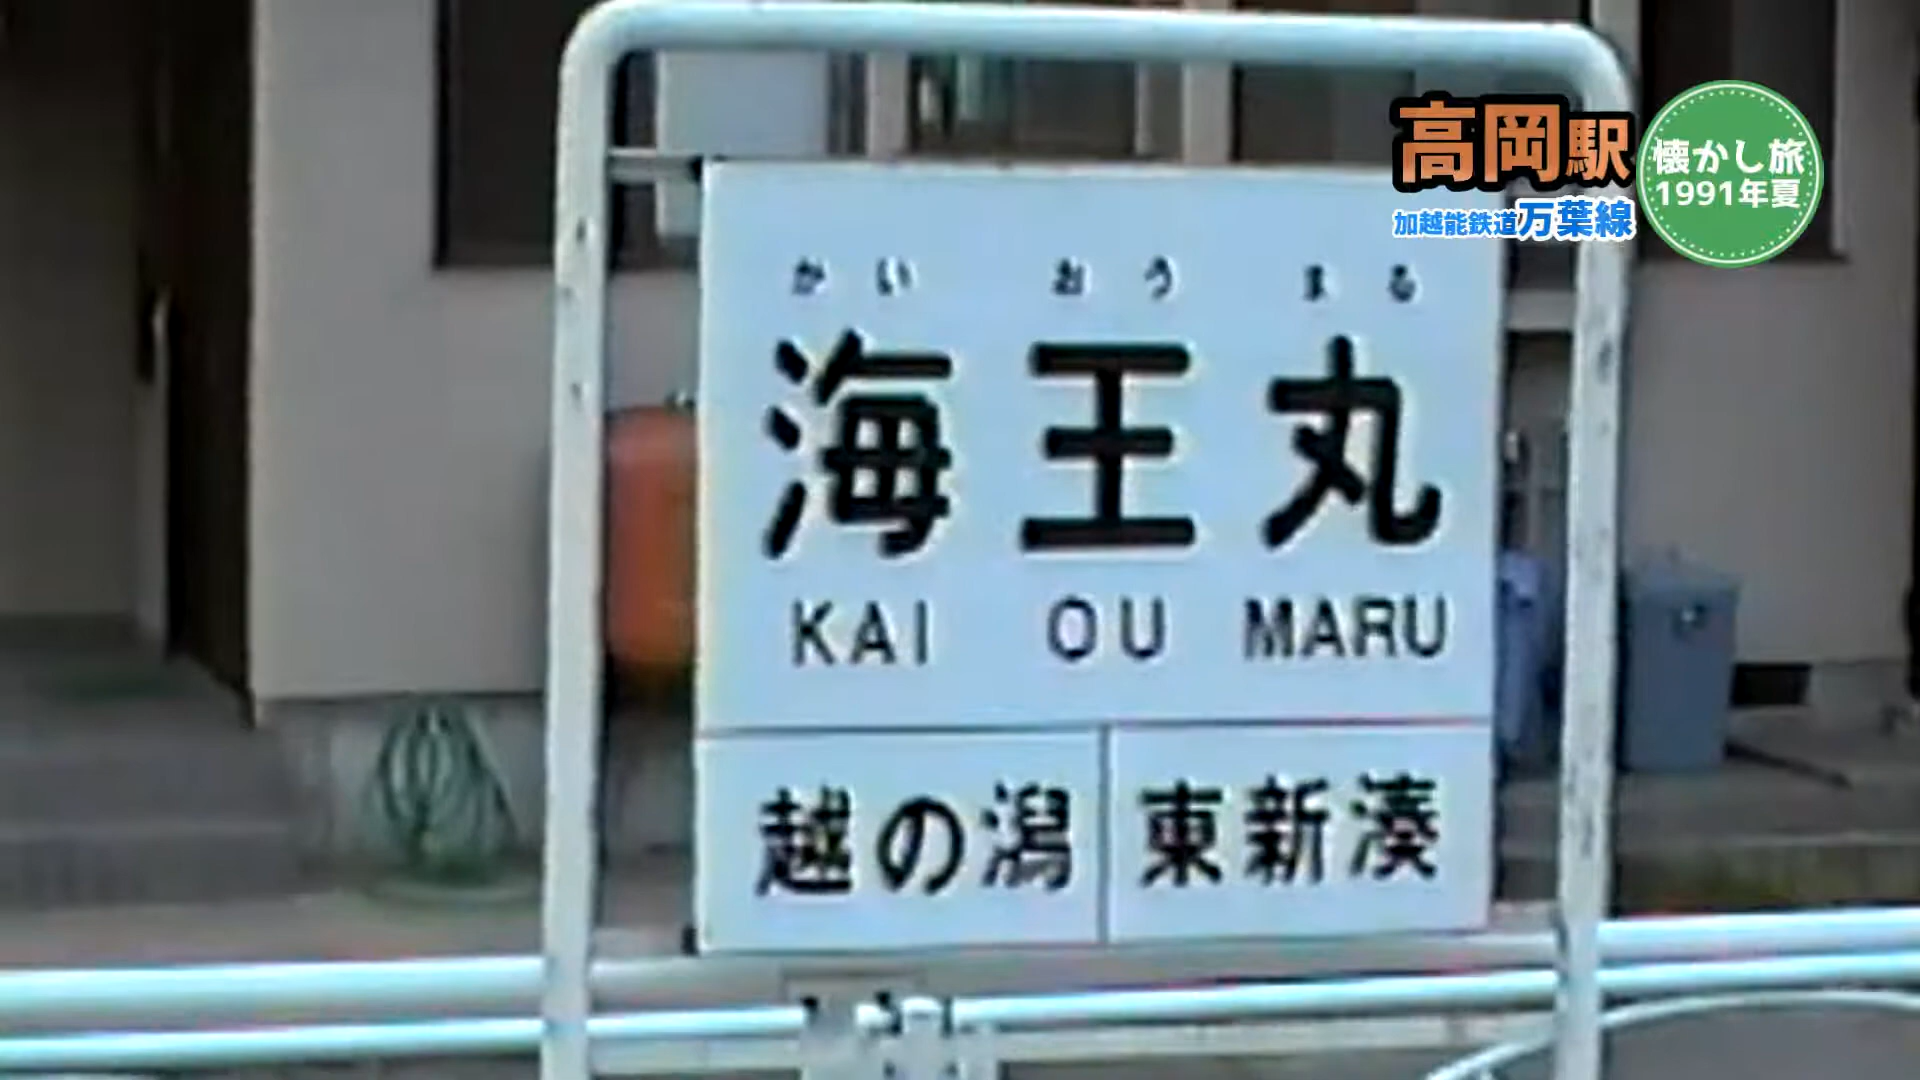 高岡駅
加越能鉄道万葉線
懐かし旅
1991年夏
かい おう まる
海王丸
KAI OU MARU
越の潟 東新湊